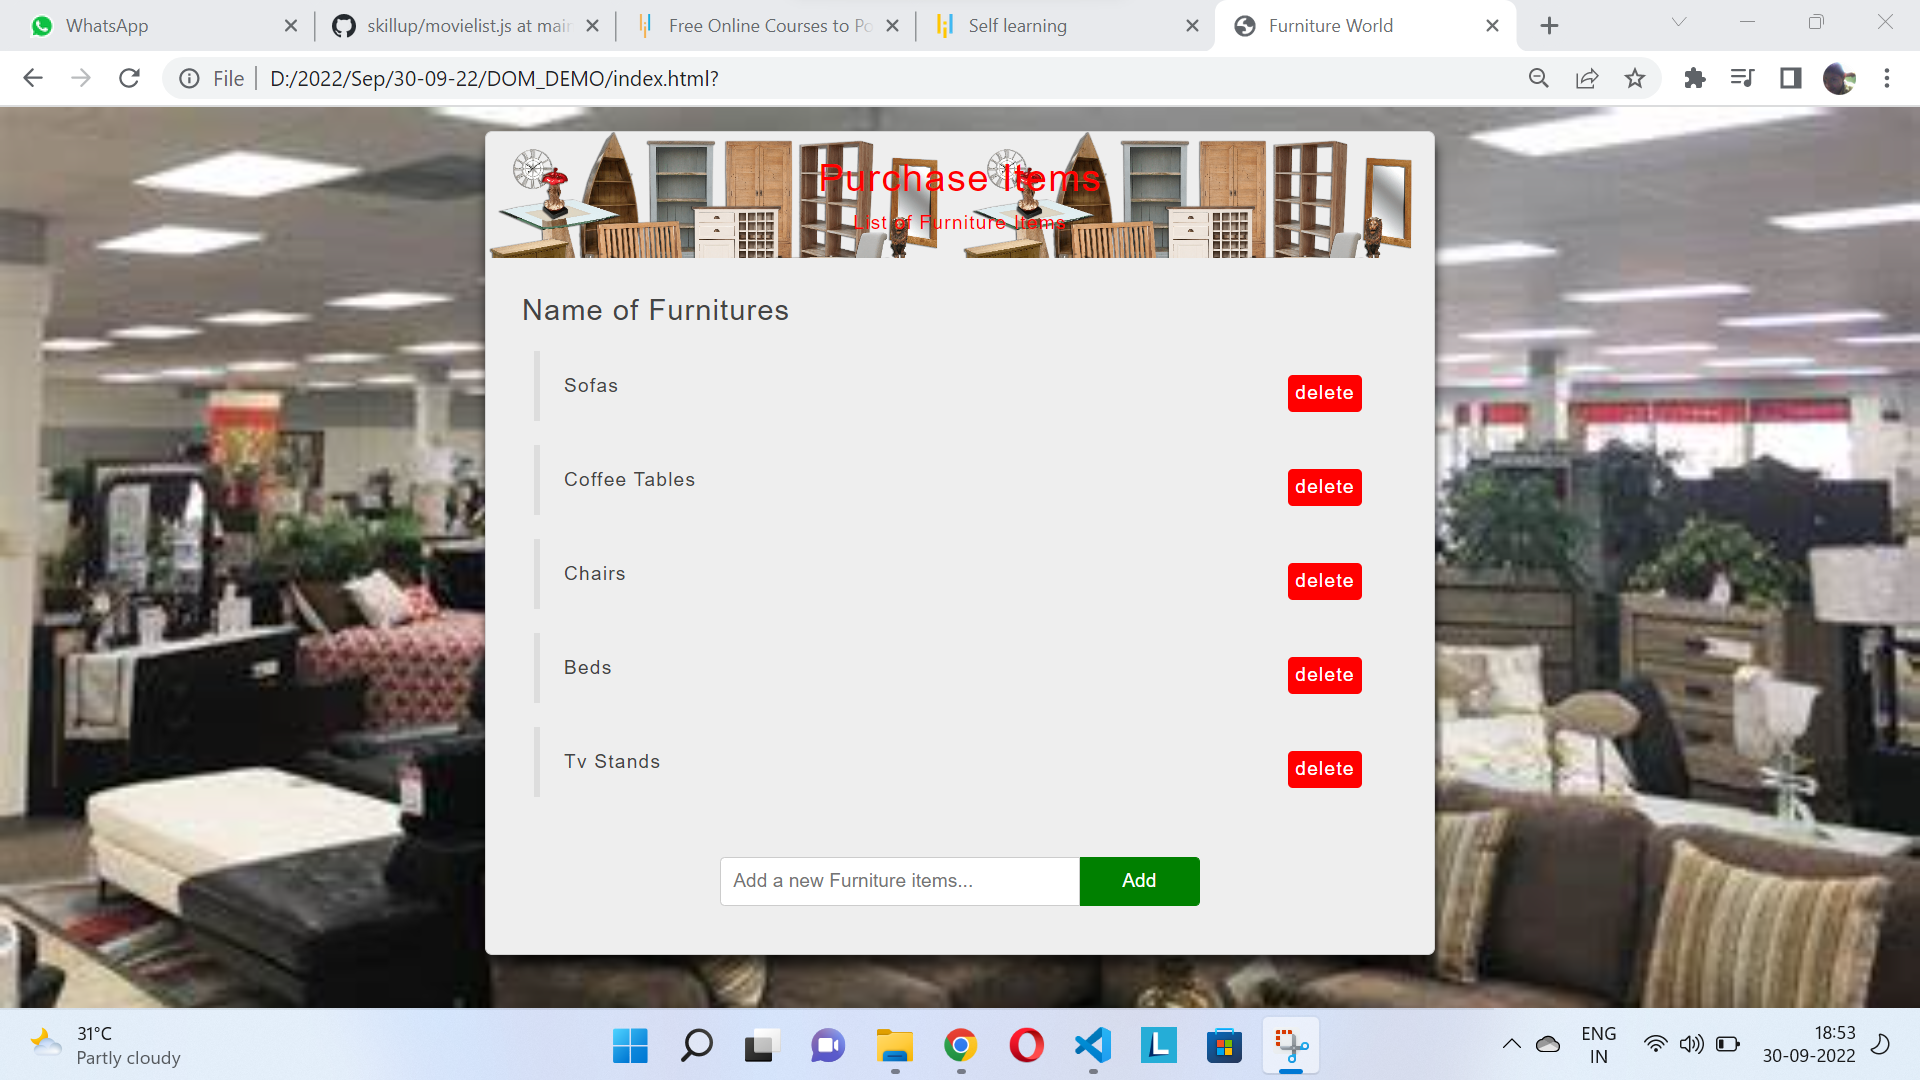 WhatsApp
skillup/movielist.js at mai
Free Online Courses to Po
Self learning
Furniture World
File
D:/2022/Sep/30-09-22/DOM_DEMO/index.html?
Purchase Items
List of Furniture Items
Name of Furnitures
Sofas
delete
Coffee Tables
delete
Chairs
delete
Beds
delete
Tv Stands
delete
Add a new Furniture items...
Add
31°C
Partly cloudy
L
ENG
IN
18:53
30-09-2022